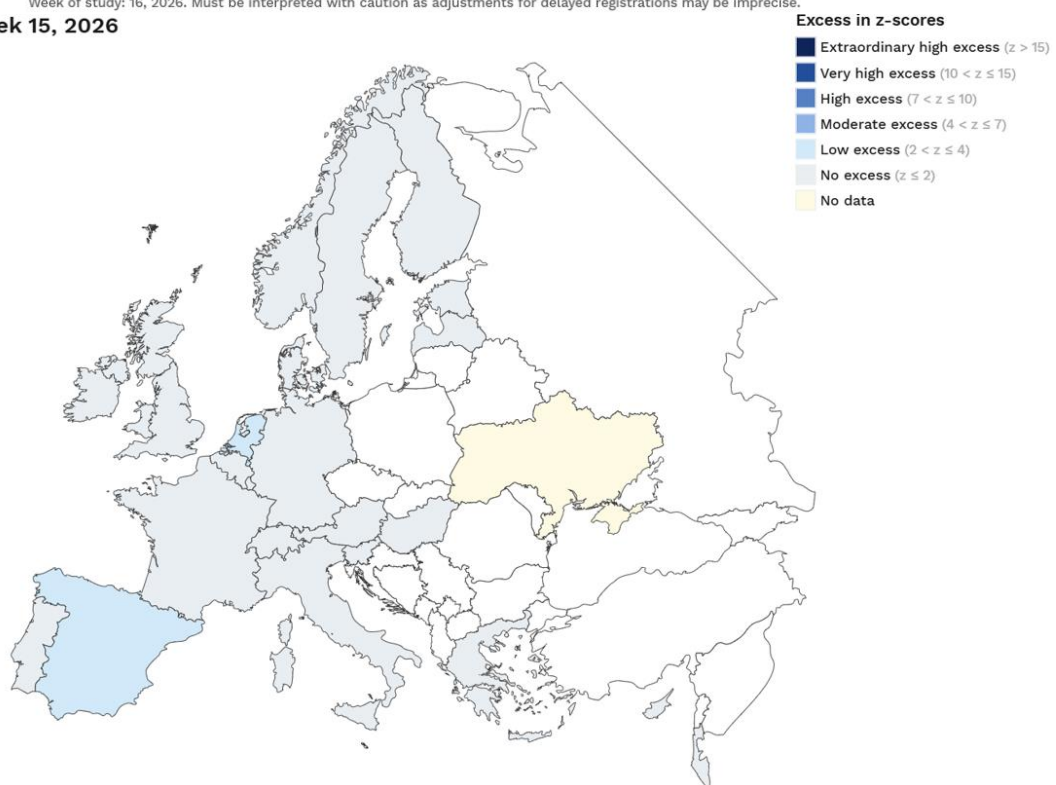 Week of study: 16, 2026. Must be interpreted with caution as adjustments for delayed registrations may be imprecise.
ek 15, 2026
Excess in z-scores
Extraordinary high excess (z > 15)
Very high excess (10 < z ≤ 15)
High excess (7 < z ≤ 10)
Moderate excess (4 < z ≤ 7)
Low excess (2 < z ≤ 4)
No excess (z ≤ 2)
No data